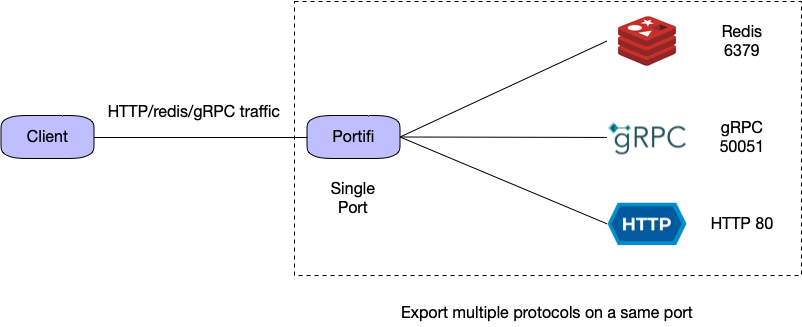 Client
HTTP/redis/gRPC traffic
Portifi
Single
Port
Redis
6379
gRPC
gRPC
50051
HTTP
HTTP 80
Export multiple protocols on a same port